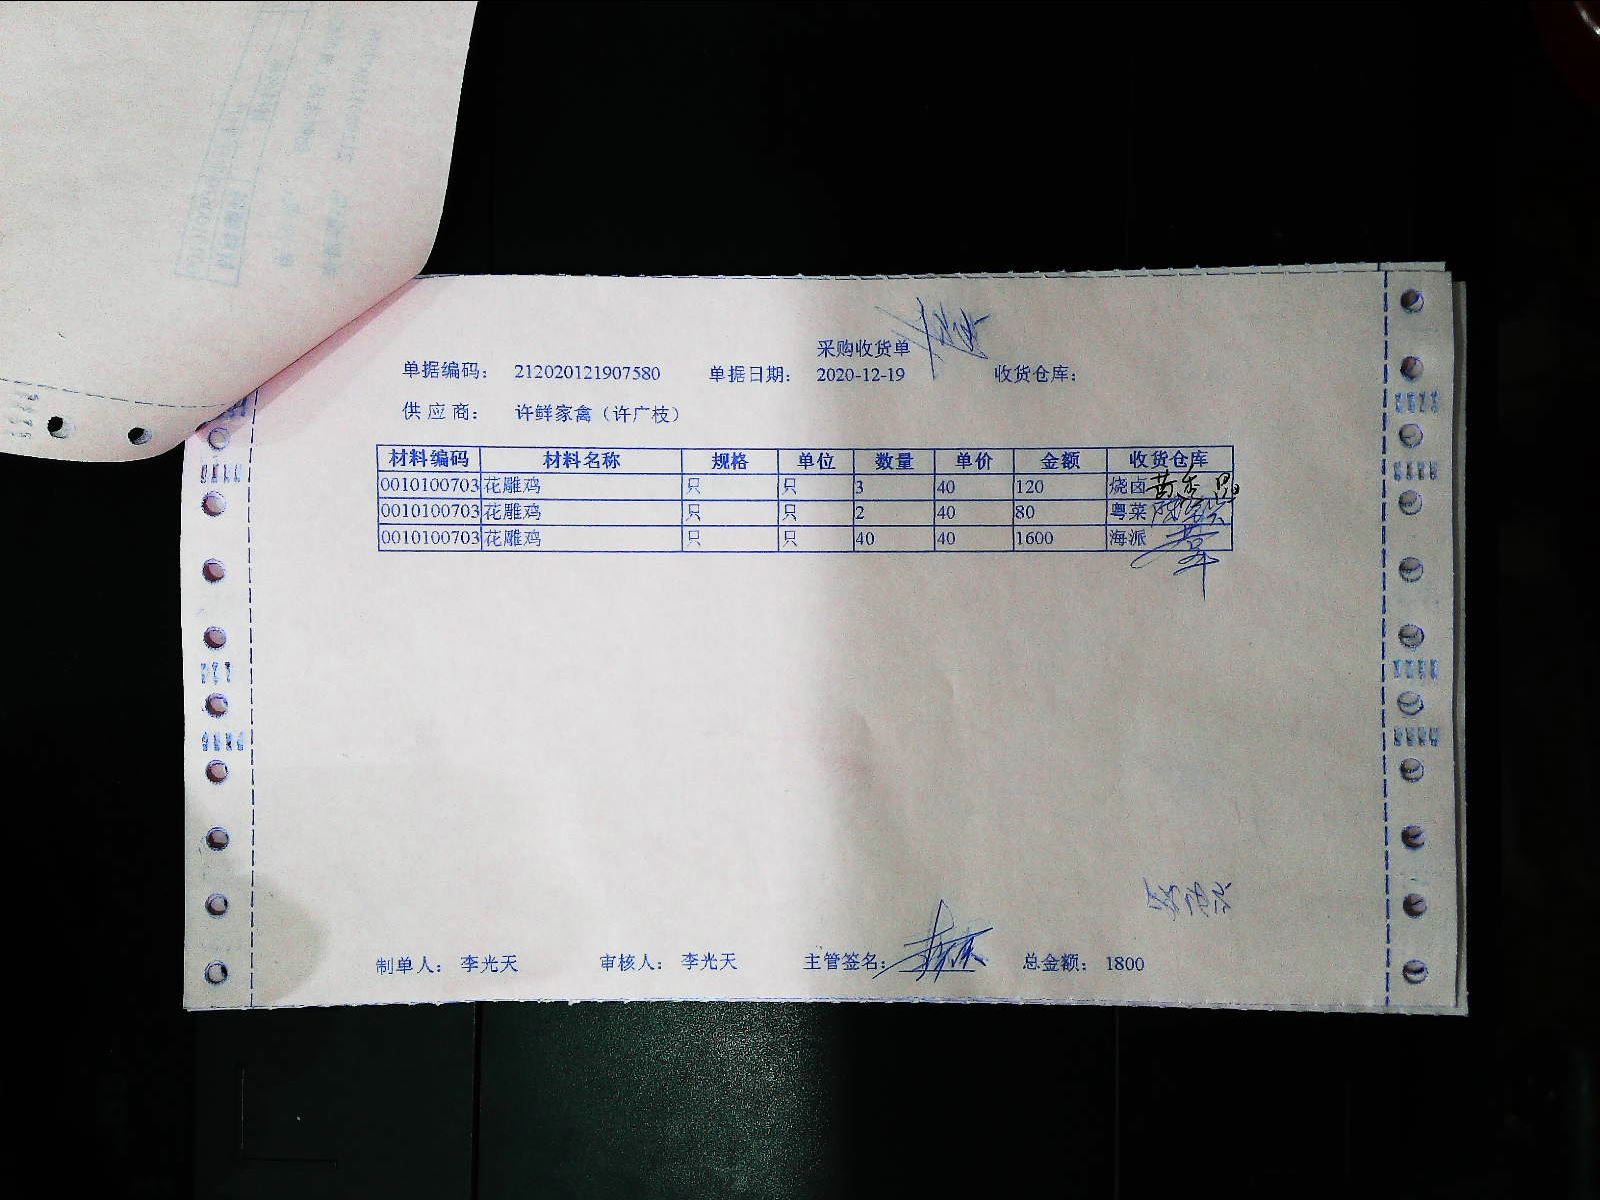 采购收货单
单据编码： 212020121907580 单据日期： 2020-12-19 收货仓库：
供应商： 许鲜家禽（许广枝）
材料编码 材料名称 规格 单位 数量 单价 金额 收货仓库
0010100703 花雕鸡 只 只 3 40 120 烧卤
0010100703 花雕鸡 只 只 2 40 80 粤菜
0010100703 花雕鸡 只 只 40 40 1600 海派
制单人： 李光天 审核人： 李光天 主管签名： 总金额： 1800